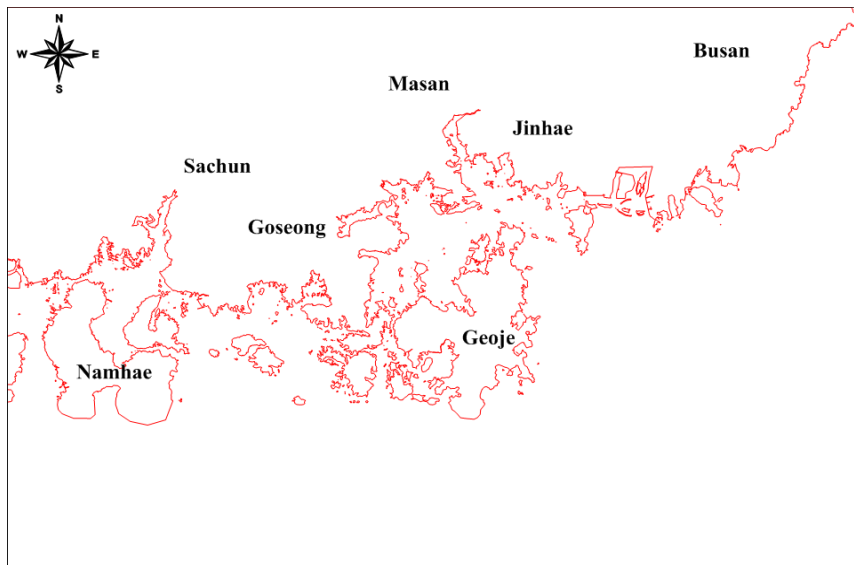 N
W E
S
Busan
Masan
Jinhae
Sachun
Goseong
Geoje
Namhae